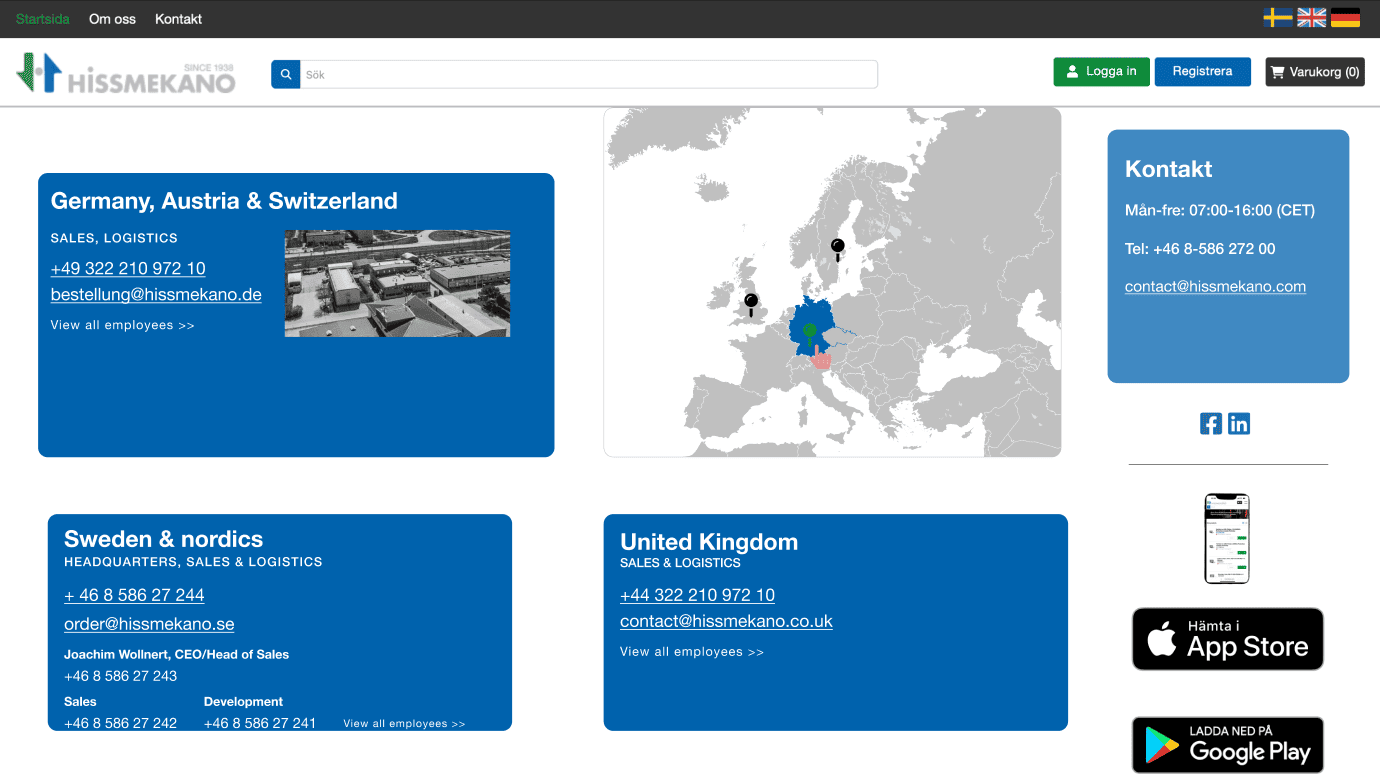 Startsida Om oss Kontakt
SINCE 1938
HISSMEKANO
Sök
Logga in
Registrera
Varukorg (0)
Germany, Austria & Switzerland
SALES, LOGISTICS
+49 322 210 972 10
bestellung@hissmekano.de
View all employees >>
Kontakt
Mån-fre: 07:00-16:00 (CET)
Tel: +46 8-586 272 00
contact@hissmekano.com
Sweden & nordics
HEADQUARTERS, SALES & LOGISTICS
+ 46 8 586 27 244
order@hissmekano.se
Joachim Wollnert, CEO/Head of Sales
+46 8 586 27 243
Sales Development
+46 8 586 27 242 +46 8 586 27 241 View all employees >>
United Kingdom
SALES & LOGISTICS
+44 322 210 972 10
contact@hissmekano.co.uk
View all employees >>
Hämta i
App Store
LADDA NED PÅ
Google Play